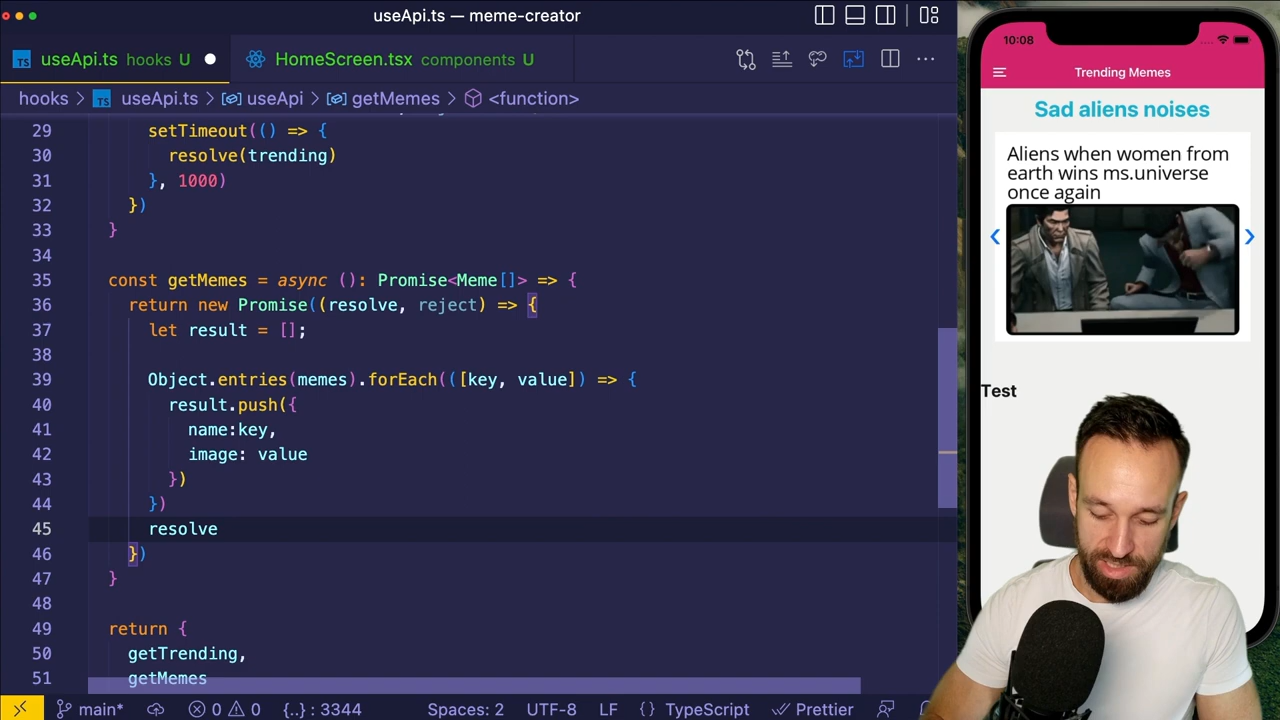 useApi.ts — meme-creator
TS useApi.ts hooks U
HomeScreen.tsx components U
hooks > TS useApi.ts > useApi > getMemes > <function>
29 setTimeout(() => {
30 resolve(trending)
31 }, 1000)
32 })
33 }
34
35 const getMemes = async (): Promise<Meme[]> => {
36 return new Promise((resolve, reject) => {
37 let result = [];
38
39 Object.entries(memes).forEach(([key, value]) => {
40 result.push({
41 name:key,
42 image: value
43 })
44 })
45 resolve
46 })
47 }
48
49 return {
50 getTrending,
51 getMemes
main* 0 0 {..} : 3344 Spaces: 2 UTF-8 LF {} TypeScript Prettier
10:08
Trending Memes
Sad aliens noises
Aliens when women from
earth wins ms.universe
once again
Test